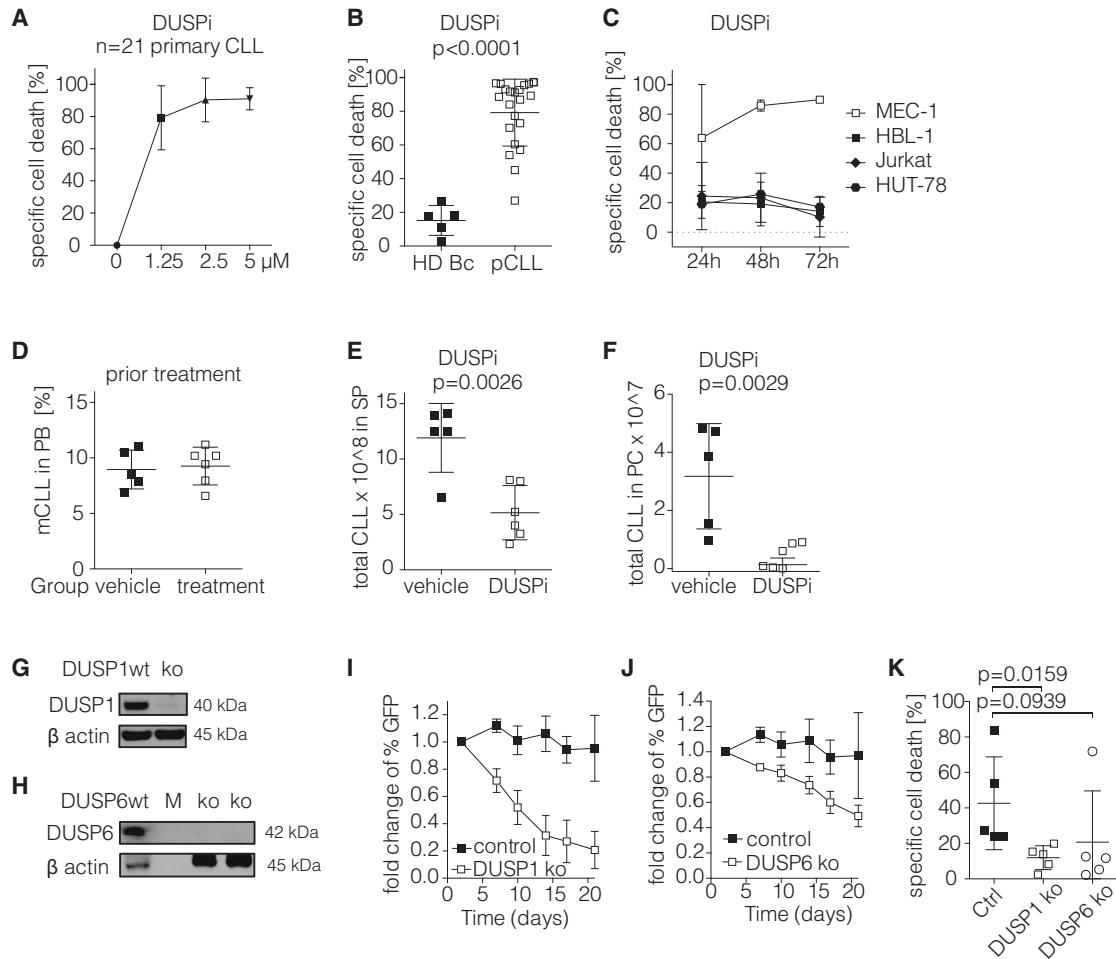 A
DUSPi
n=21 primary CLL
specific cell death [%]
100
80
60
40
20
0
0 1.25 2.5 5 µM
B
DUSPi
p<0.0001
specific cell death [%]
100
80
60
40
20
0
HD Bc pCLL
C
DUSPi
specific cell death [%]
100
80
60
40
20
0
24h 48h 72h
MEC-1
HBL-1
Jurkat
HUT-78
D
prior treatment
mCLL in PB [%]
15
10
5
0
Group vehicle treatment
E
DUSPi
p=0.0026
total CLL x 10^8 in SP
15
10
5
0
vehicle DUSPi
F
DUSPi
p=0.0029
total CLL in PC x 10^7
6
4
2
0
vehicle DUSPi
G
DUSP1wt ko
DUSP1 40 kDa
β actin 45 kDa
H
DUSP6wt M ko ko
DUSP6 42 kDa
β actin 45 kDa
I
fold change of % GFP
1.2
1.0
0.8
0.6
0.4
0.2
0.0
control
DUSP1 ko
0 5 10 15 20
Time (days)
J
fold change of % GFP
1.4
1.2
1.0
0.8
0.6
0.4
0.2
0.0
control
DUSP6 ko
0 5 10 15 20
Time (days)
K
p=0.0159
p=0.0939
specific cell death [%]
100
80
60
40
20
0
Ctrl
DUSP1 ko
DUSP6 ko